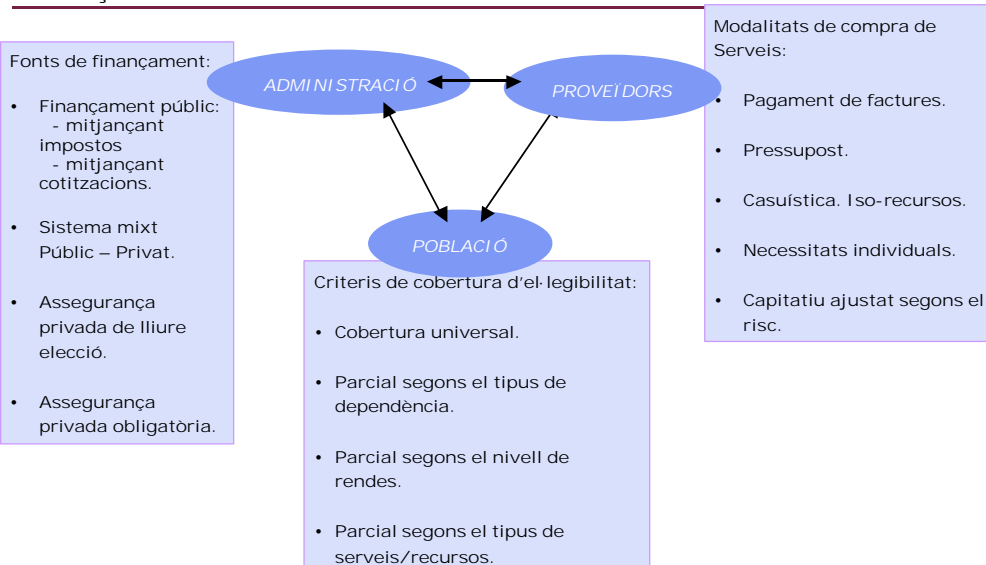 Fonts de finançament:
• Finançament públic:
- mitjançant
impostos
- mitjançant
cotitzacions.
• Sistema mixt
Públic – Privat.
• Assegurança
privada de lliure
elecció.
• Assegurança
privada obligatòria.
ADMINISTRACIÓ
PROVEÏDORS
POBLACIÓ
Criteris de cobertura d'el·legibilitat:
• Cobertura universal.
• Parcial segons el tipus de
dependència.
• Parcial segons el nivell de
rendes.
• Parcial segons el tipus de
serveis/recursos.
Modalitats de compra de
Serveis:
• Pagament de factures.
• Pressupost.
• Casuística. Iso-recursos.
• Necessitats individuals.
• Capitatiu ajustat segons el
risc.